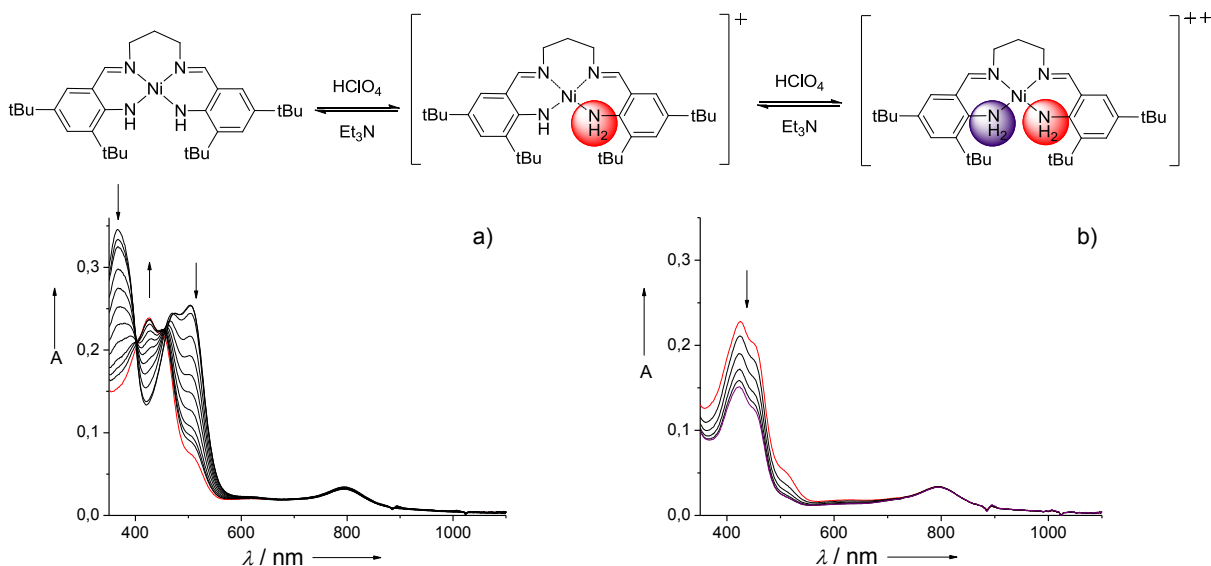 N N Ni N H N H tBu tBu tBu tBu
HClO4
Et3N
+
N N Ni N H N H2 tBu tBu tBu tBu
HClO4
Et3N
++
N N Ni N H2 N H2 tBu tBu tBu tBu
a)
A
0,3
0,2
0,1
0,0
400 600 800 1000
λ / nm
b)
A
0,3
0,2
0,1
0,0
400 600 800 1000
λ / nm